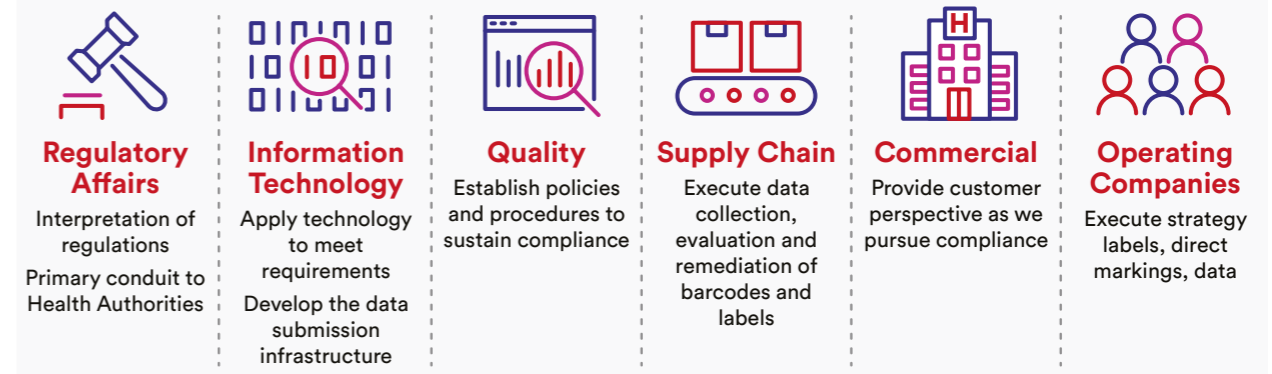 Regulatory
Affairs
Interpretation of
regulations
Primary conduit to
Health Authorities
Information
Technology
Apply technology
to meet
requirements
Develop the data
submission
infrastructure
Quality
Establish policies
and procedures to
sustain compliance
Supply Chain
Execute data
collection,
evaluation and
remediation of
barcodes and
labels
H
Commercial
Provide customer
perspective as we
pursue compliance
Operating
Companies
Execute strategy
labels, direct
markings, data